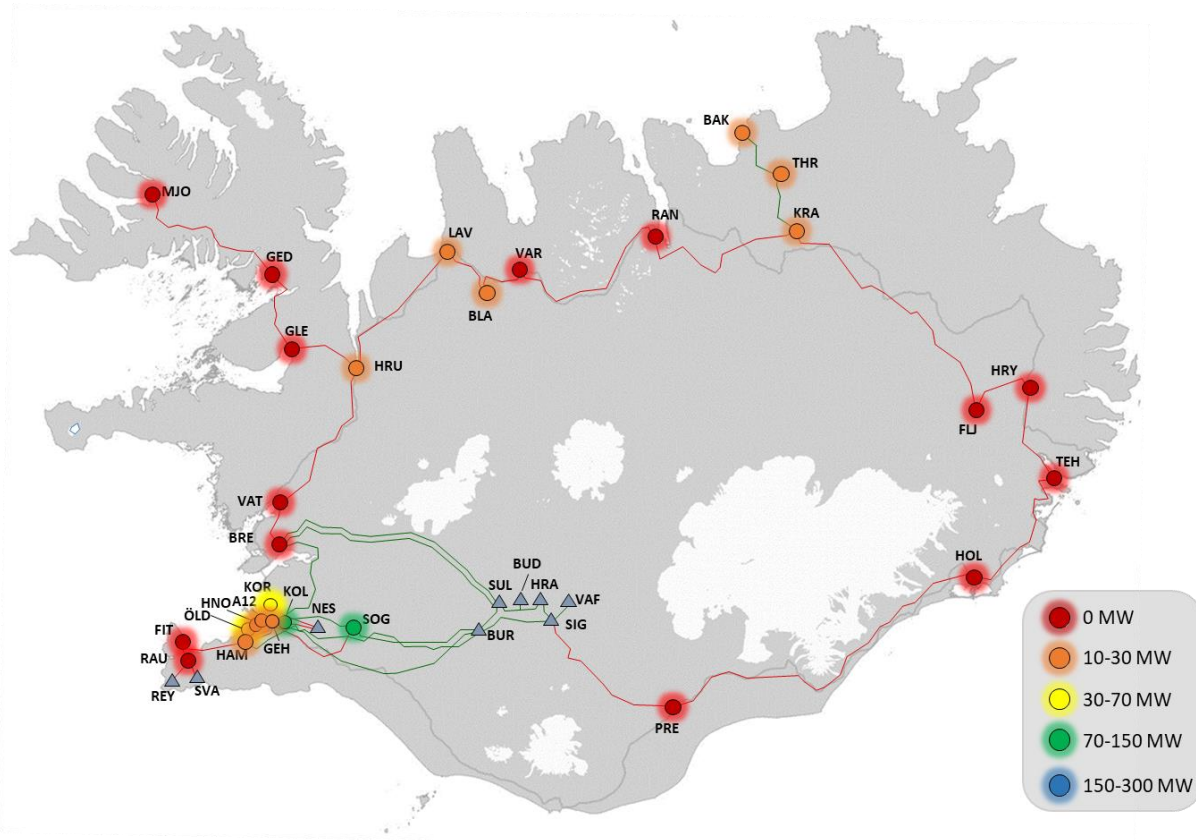 BAK
THR
MJO
RAN
KRA
LAV
VAR
GED
BLA
GLE
HRU
HRY
FLJ
TEH
VAT
BRE
HOL
BUD
SUL
HRA
VAF
KOR
KOL
HNO
A12
NES
ÖLD
SOG
SIG
FIT
BUR
HAM
GEH
RAU
REY
SVA
PRE
0 MW
10-30 MW
30-70 MW
70-150 MW
150-300 MW